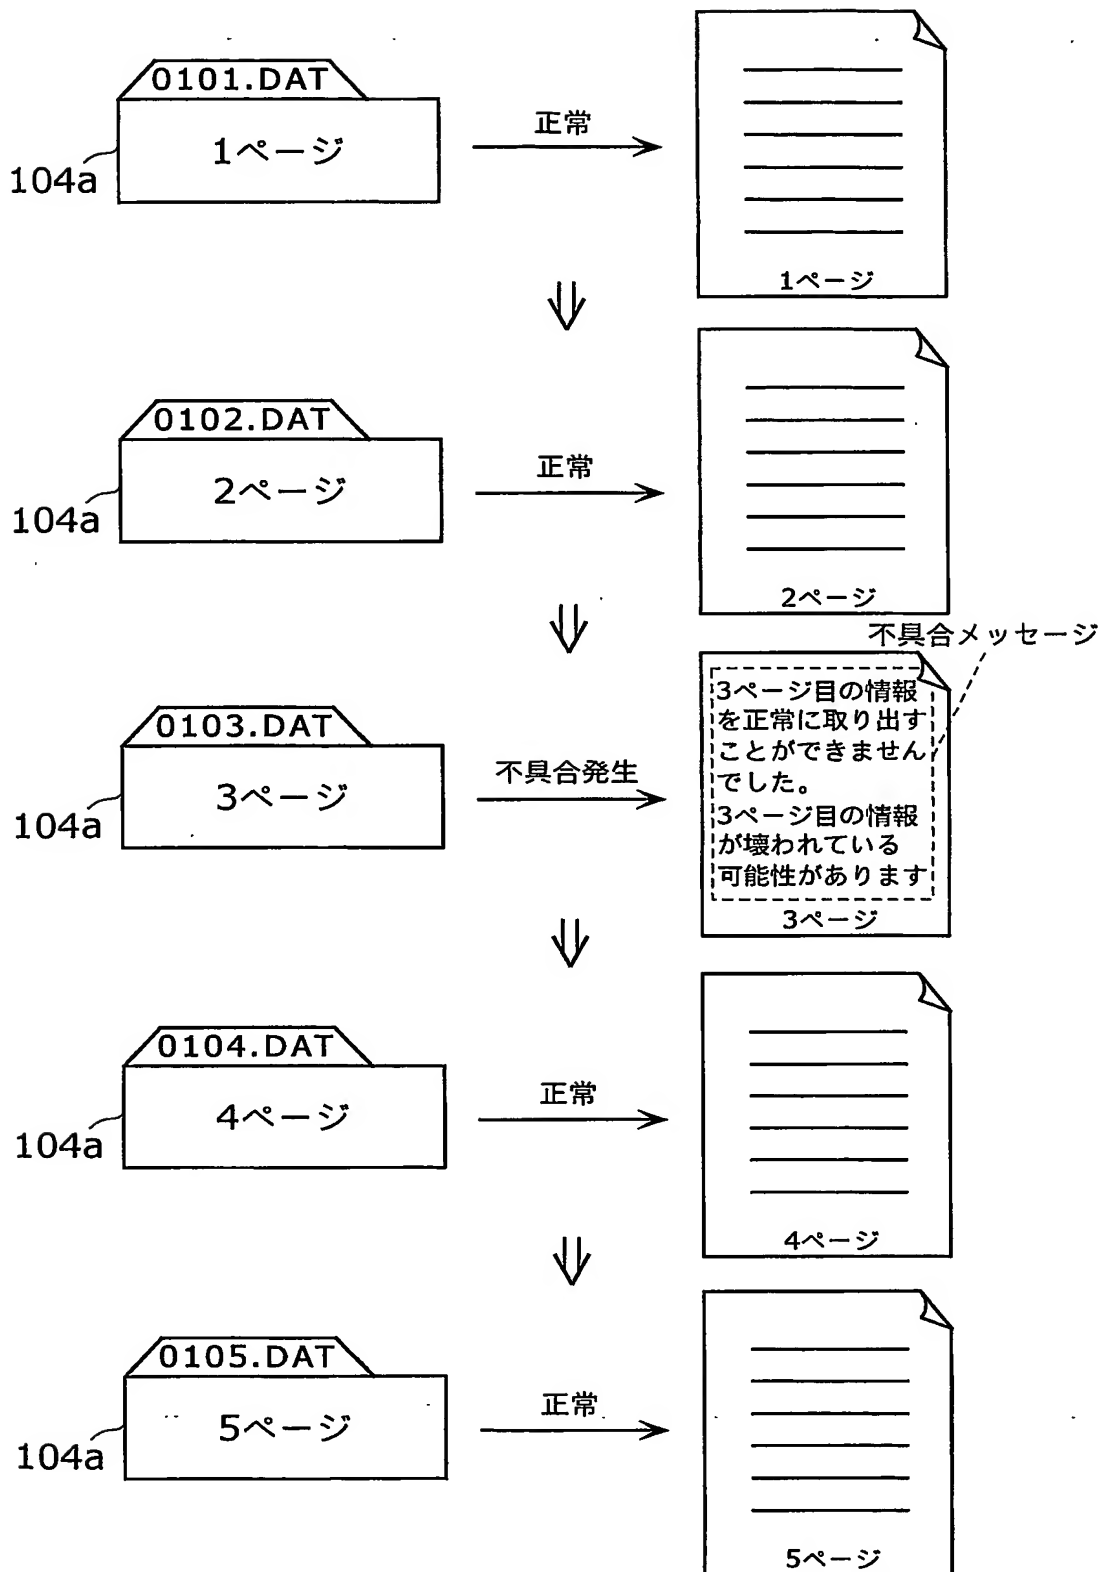 0101.DAT
1ページ
104a
正常
1ページ
0102.DAT
2ページ
104a
正常
2ページ
不具合メッセージ
0103.DAT
3ページ
104a
不具合発生
3ページ目の情報
を正常に取り出す
ことができません
でした。
3ページ目の情報
が壊われている
可能性があります
3ページ
0104.DAT
4ページ
104a
正常
4ページ
0105.DAT
5ページ
104a
正常
5ページ